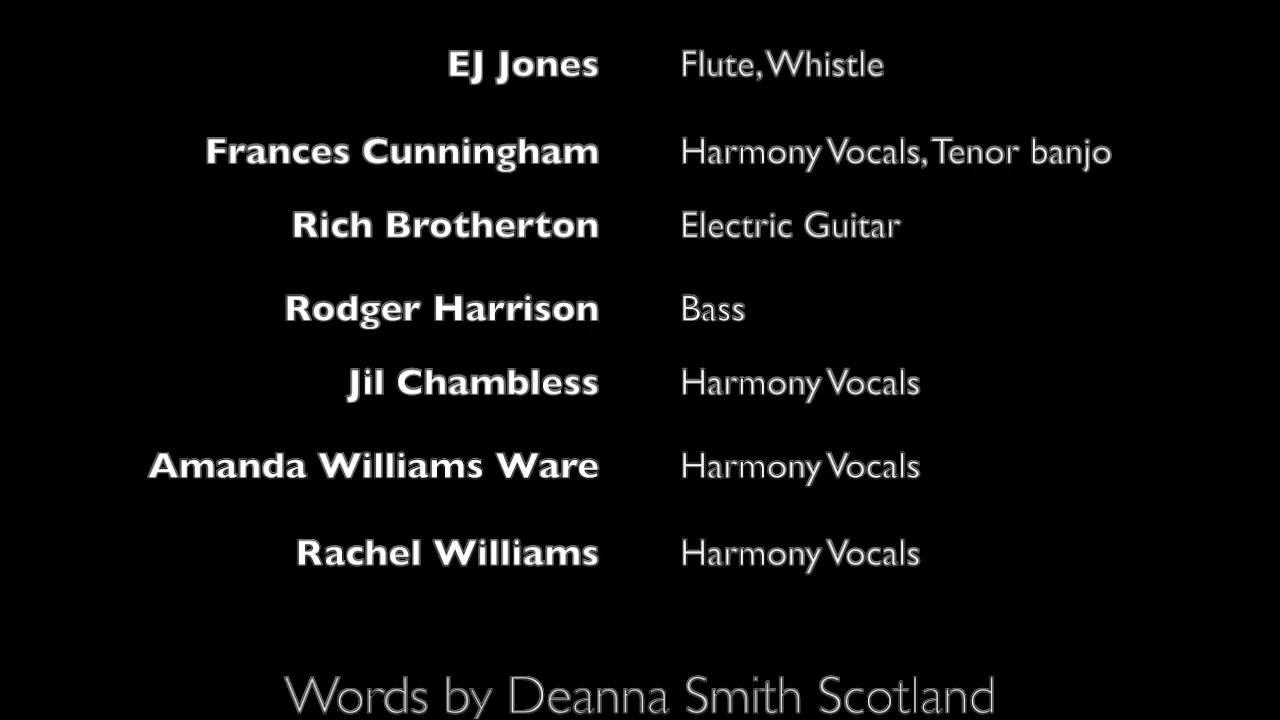 EJ Jones Flute, Whistle
Frances Cunningham Harmony Vocals, Tenor banjo
Rich Brotherton Electric Guitar
Rodger Harrison Bass
Jil Chambless Harmony Vocals
Amanda Williams Ware Harmony Vocals
Rachel Williams Harmony Vocals
Words by Deanna Smith Scotland